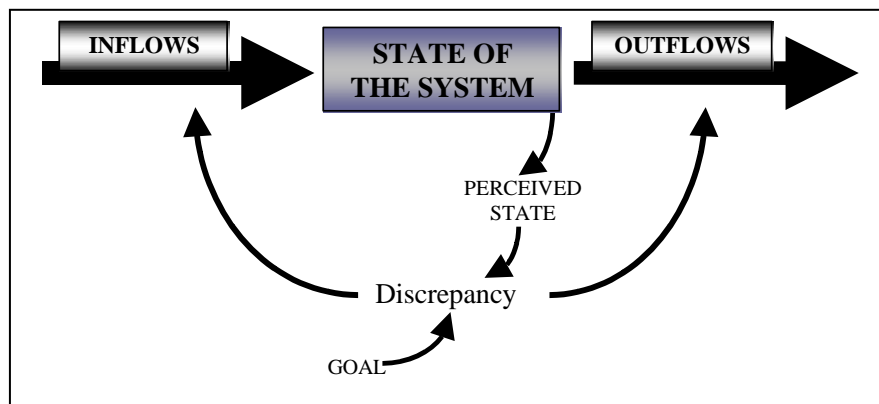 INFLOWS
STATE OF
THE SYSTEM
OUTFLOWS
PERCEIVED
STATE
Discrepancy
GOAL